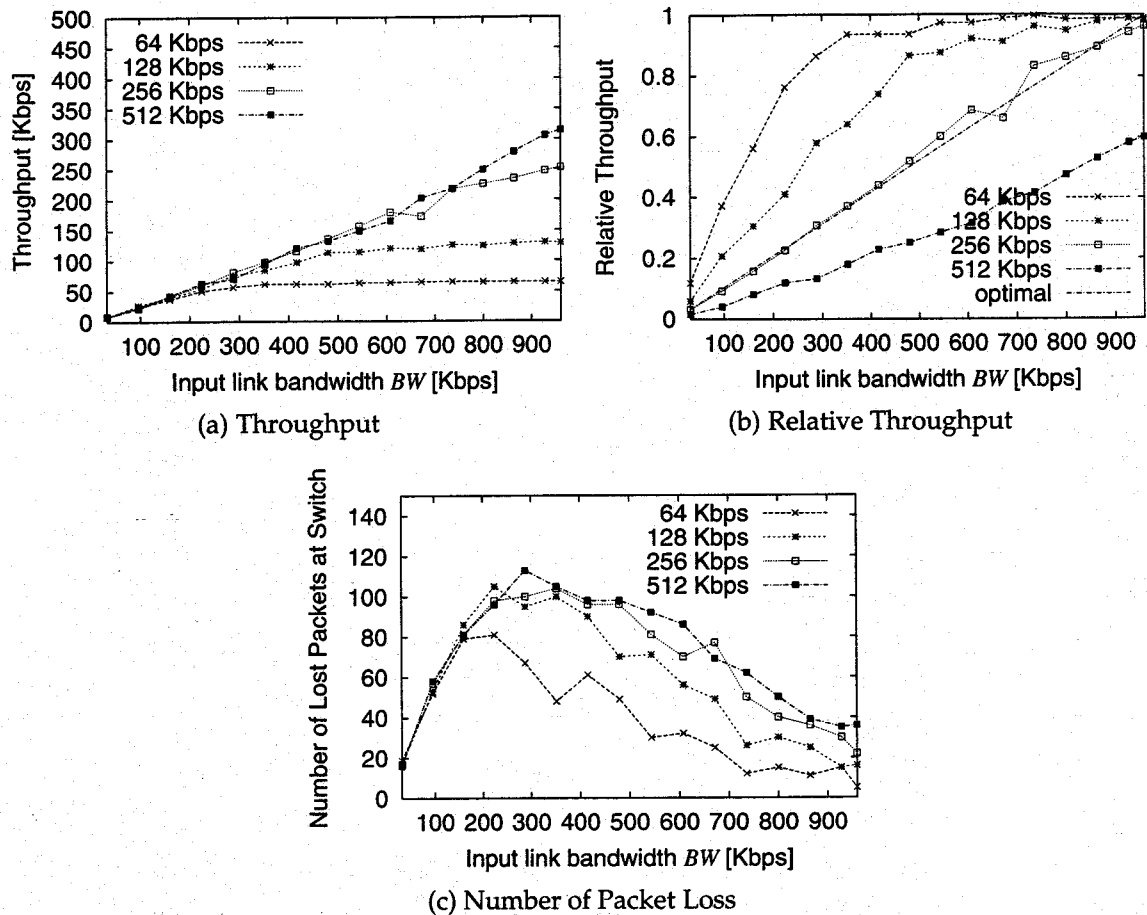 500
450
400
350
300
250
200
150
100
50
0
Throughput [Kbps]
64 Kbps
128 Kbps
256 Kbps
512 Kbps
100 200 300 400 500 600 700 800 900
Input link bandwidth BW [Kbps]
(a) Throughput
1
0.8
0.6
0.4
0.2
0
Relative Throughput
64 Kbps
128 Kbps
256 Kbps
512 Kbps
optimal
100 200 300 400 500 600 700 800 900
Input link bandwidth BW [Kbps]
(b) Relative Throughput
140
120
100
80
60
40
20
0
Number of Lost Packets at Switch
64 Kbps
128 Kbps
256 Kbps
512 Kbps
100 200 300 400 500 600 700 800 900
Input link bandwidth BW [Kbps]
(c) Number of Packet Loss